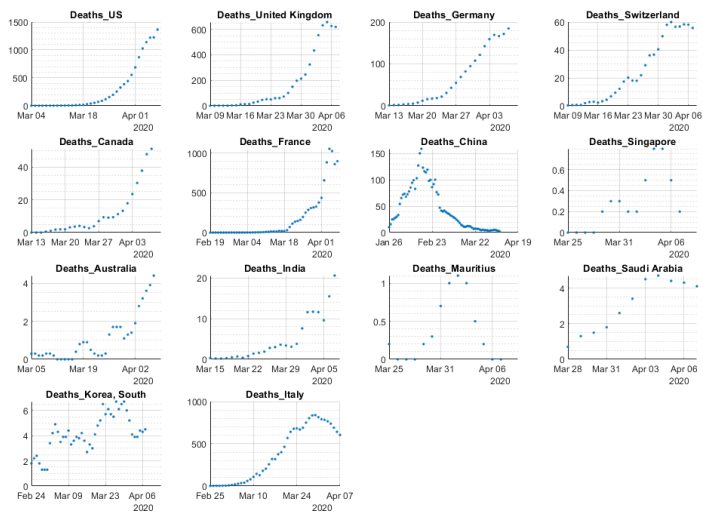 Deaths_US
1500
1000
500
0
Mar 04 Mar 18 Apr 01
2020
Deaths_United Kingdom
600
400
200
0
Mar 09 Mar 16 Mar 23 Mar 30 Apr 06
2020
Deaths_Germany
200
100
0
Mar 13 Mar 20 Mar 27 Apr 03
2020
Deaths_Switzerland
60
40
20
0
Mar 09 Mar 16 Mar 23 Mar 30 Apr 06
2020
Deaths_Canada
40
20
0
Mar 13 Mar 20 Mar 27 Apr 03
2020
Deaths_France
1000
500
0
Feb 19 Mar 04 Mar 18 Apr 01
2020
Deaths_China
150
100
50
0
Jan 26 Feb 23 Mar 22 Apr 19
2020
Deaths_Singapore
0.6
0.4
0.2
0
Mar 25 Mar 31 Apr 06
2020
Deaths_Australia
4
2
0
Mar 05 Mar 19 Apr 02
2020
Deaths_India
20
10
0
Mar 15 Mar 22 Mar 29 Apr 05
2020
Deaths_Mauritius
1
0.5
0
Mar 25 Mar 31 Apr 06
2020
Deaths_Saudi Arabia
4
2
0
Mar 28 Mar 31 Apr 03 Apr 06
2020
Deaths_Korea, South
6
4
2
0
Feb 24 Mar 09 Mar 23 Apr 06
2020
Deaths_Italy
1000
500
0
Feb 25 Mar 10 Mar 24 Apr 07
2020